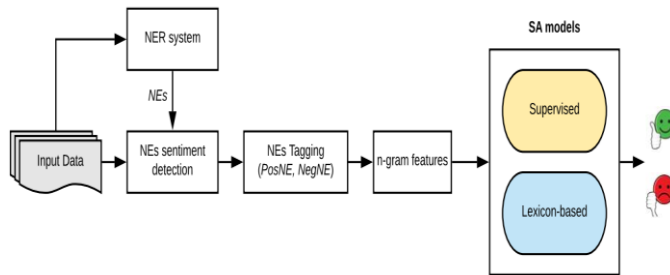 SA models
NER system
NEs
Input Data
NEs sentiment
detection
NEs Tagging
(PosNE, NegNE)
n-gram features
Supervised
Lexicon-based